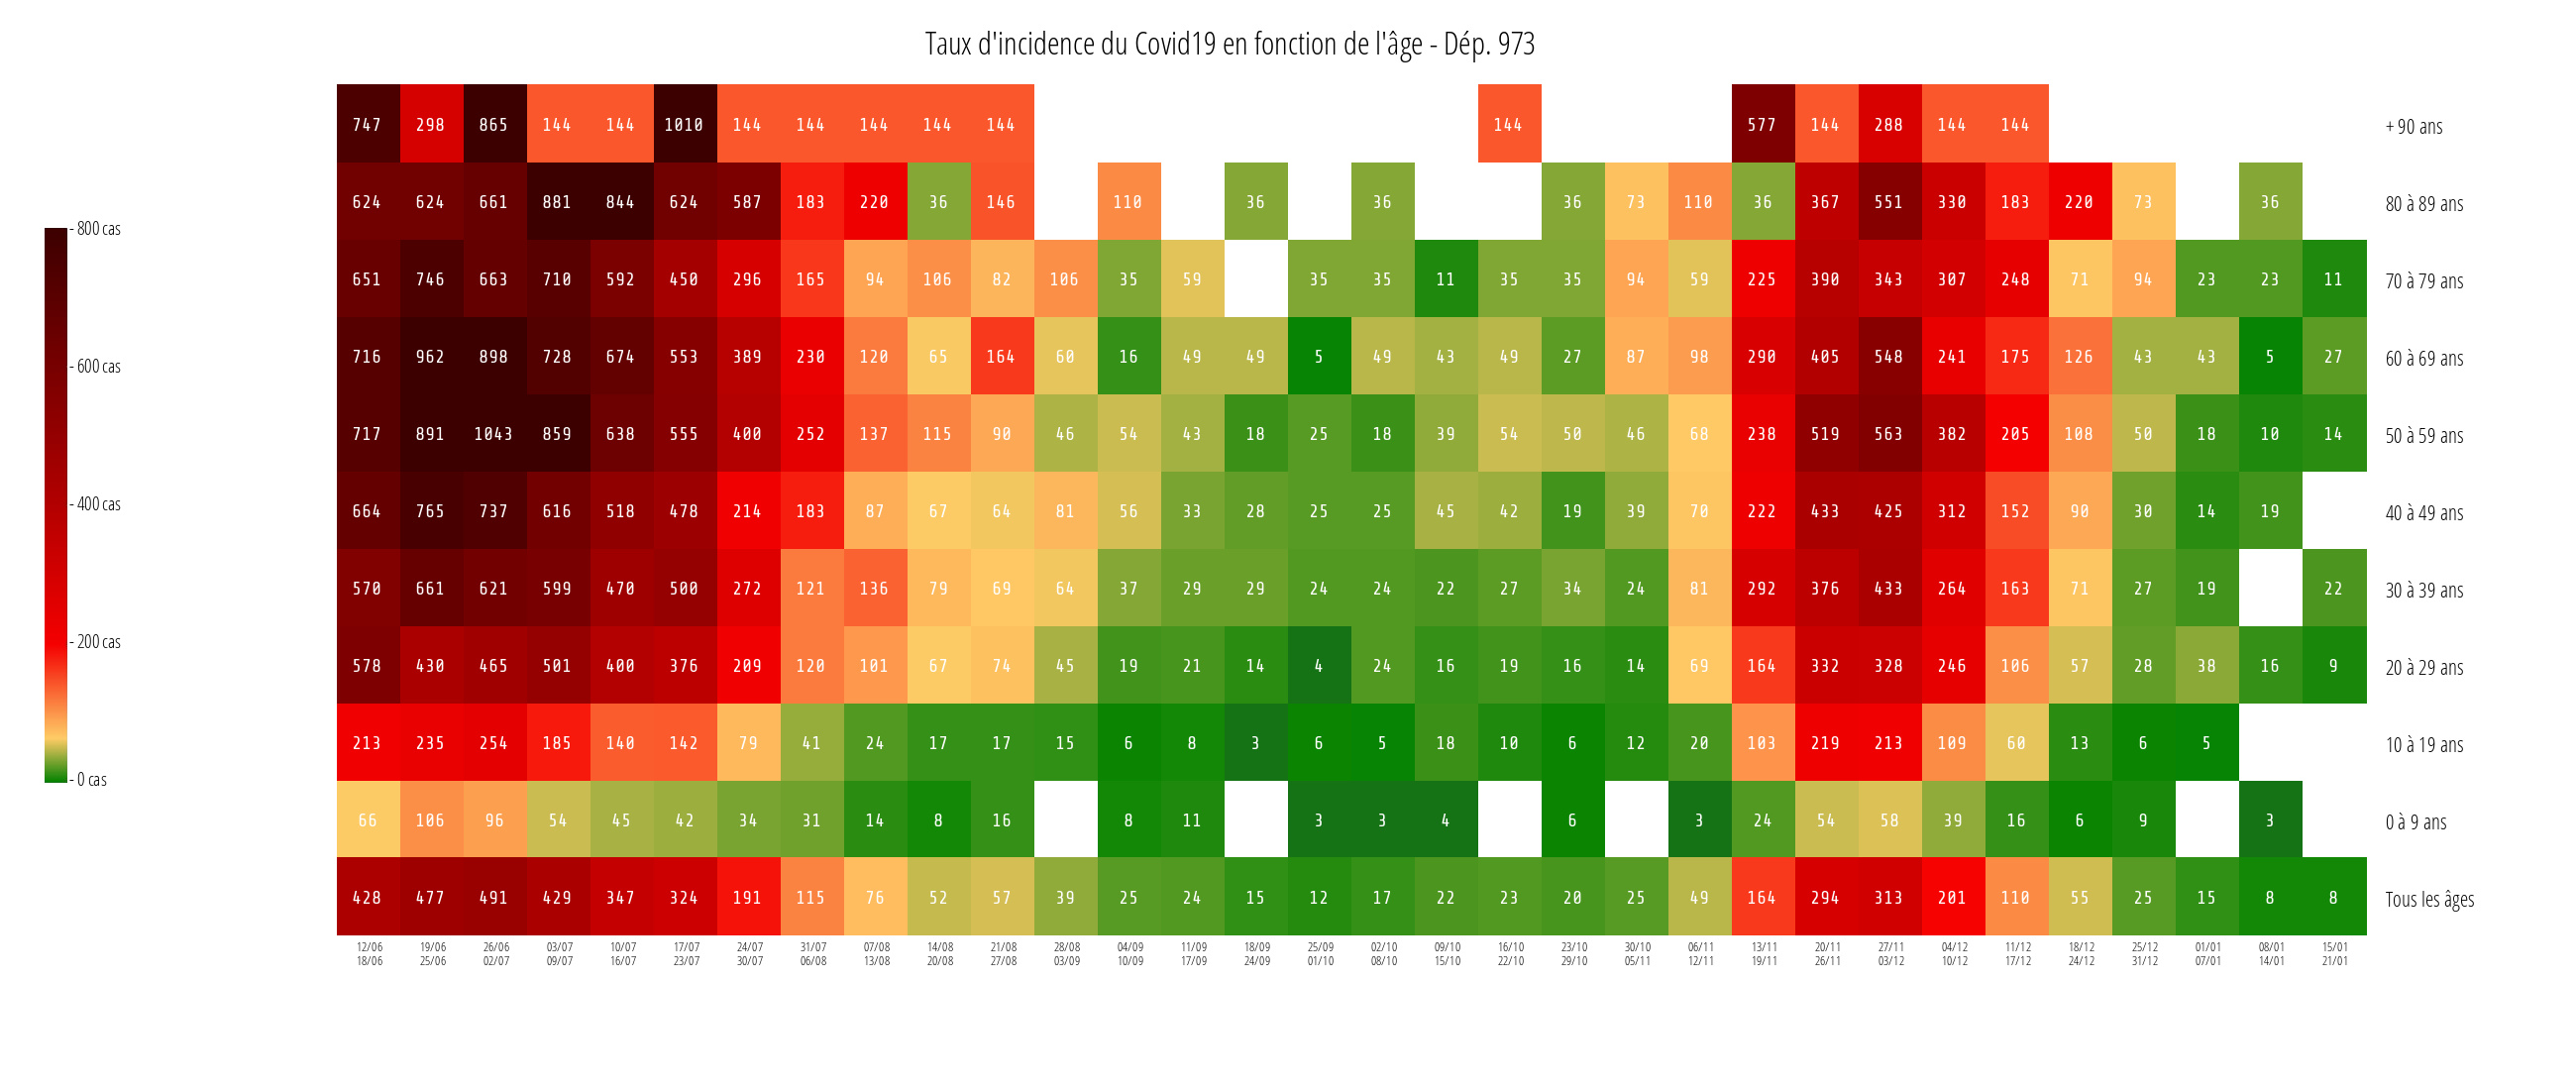 Taux d'incidence du Covid19 en fonction de l'âge - Dép. 973
- 800 cas
- 600 cas
- 400 cas
- 200 cas
- 0 cas
747 298 865 144 144 1010 144 144 144 144 144 144 577 144 288 144 144 + 90 ans
624 624 661 881 844 624 587 183 220 36 146 110 36 36 36 73 110 36 367 551 330 183 220 73 36 80 à 89 ans
651 746 663 710 592 450 296 165 94 106 82 106 35 59 35 35 11 35 35 94 59 225 390 343 307 248 71 94 23 23 11 70 à 79 ans
716 962 898 728 674 553 389 230 120 65 164 60 16 49 49 5 49 43 49 27 87 98 290 405 548 241 175 126 43 43 5 27 60 à 69 ans
717 891 1043 859 638 555 400 252 137 115 90 46 54 43 18 25 18 39 54 50 46 68 238 519 563 382 205 108 50 18 10 14 50 à 59 ans
664 765 737 616 518 478 214 183 87 67 64 81 56 33 28 25 25 45 42 19 39 70 222 433 425 312 152 90 30 14 19 40 à 49 ans
570 661 621 599 470 500 272 121 136 79 69 64 37 29 29 24 24 22 27 34 24 81 292 376 433 264 163 71 27 19 22 30 à 39 ans
578 430 465 501 400 376 209 120 101 67 74 45 19 21 14 4 24 16 19 16 14 69 164 332 328 246 106 57 28 38 16 9 20 à 29 ans
213 235 254 185 140 142 79 41 24 17 17 15 6 8 3 6 5 18 10 6 12 20 103 219 213 109 60 13 6 5 10 à 19 ans
66 106 96 54 45 42 34 31 14 8 16 8 11 3 3 4 6 3 24 54 58 39 16 6 9 3 0 à 9 ans
428 477 491 429 347 324 191 115 76 52 57 39 25 24 15 12 17 22 23 20 25 49 164 294 313 201 110 55 25 15 8 8 Tous les âges
12/06 19/06 26/06 03/07 10/07 17/07 24/07 31/07 07/08 14/08 21/08 28/08 04/09 11/09 18/09 25/09 02/10 09/10 16/10 23/10 30/10 06/11 13/11 20/11 27/11 04/12 11/12 18/12 25/12 01/01 08/01 15/01
18/06 25/06 02/07 09/07 16/07 23/07 30/07 06/08 13/08 20/08 27/08 03/09 10/09 17/09 24/09 01/10 08/10 15/10 22/10 29/10 05/11 12/11 19/11 26/11 03/12 10/12 17/12 24/12 31/12 07/01 14/01 21/01